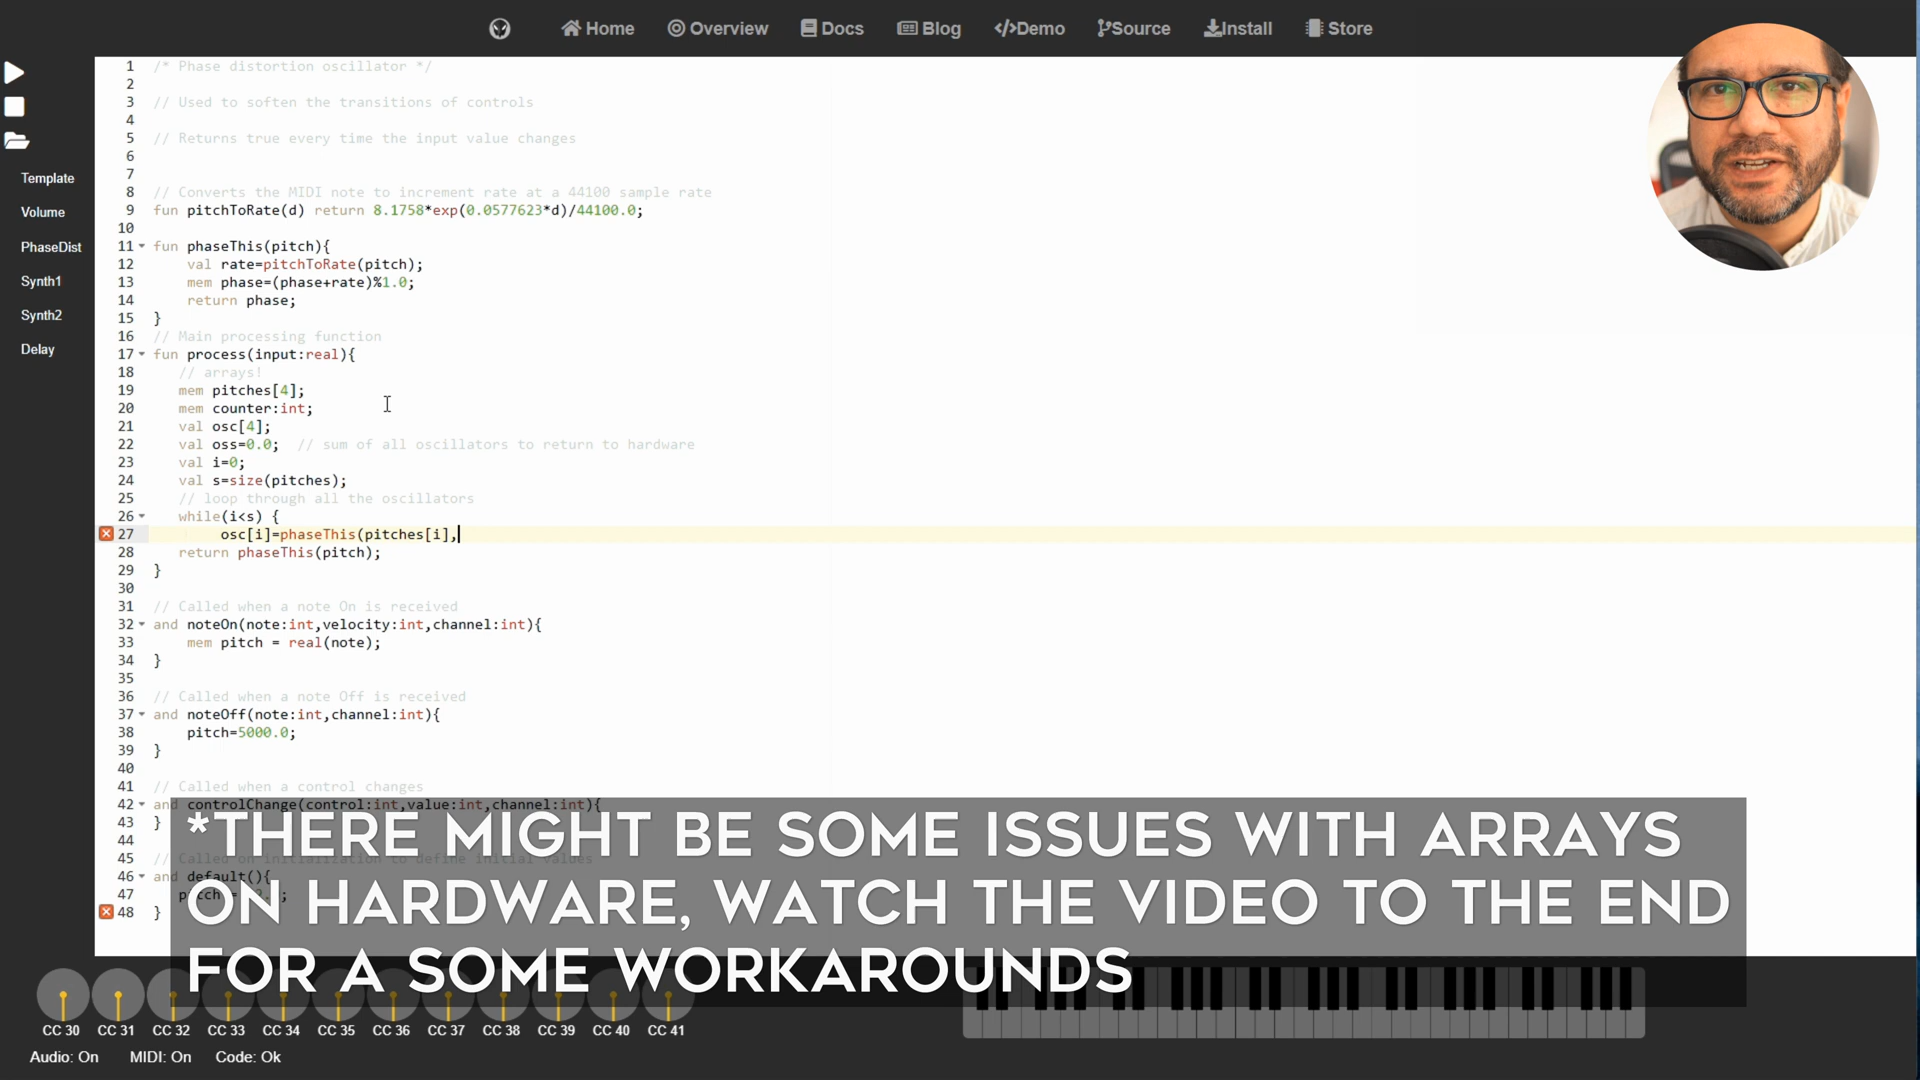 Home
Overview
Docs
Blog
</>Demo
Source
Install
Store
Template
Volume
PhaseDist
Synth1
Synth2
Delay
1 /* Phase distortion oscillator */
2
3 // Used to soften the transitions of controls
4
5 // Returns true every time the input value changes
6
7
8 // Converts the MIDI note to increment rate at a 44100 sample rate
9 fun pitchToRate(d) return 8.1758*exp(0.0577623*d)/44100.0;
10
11 fun phaseThis(pitch){
12 val rate=pitchToRate(pitch);
13 mem phase=(phase+rate)%1.0;
14 return phase;
15 }
16 // Main processing function
17 fun process(input:real){
18 // arrays!
19 mem pitches[4];
20 mem counter:int;
21 val osc[4];
22 val oss=0.0; // sum of all oscillators to return to hardware
23 val i=0;
24 val s=size(pitches);
25 // loop through all the oscillators
26 while(i<s) {
27 osc[i]=phaseThis(pitches[i],
28 return phaseThis(pitch);
29 }
30
31 // Called when a note On is received
32 and noteOn(note:int,velocity:int,channel:int){
33 mem pitch = real(note);
34 }
35
36 // Called when a note Off is received
37 and noteOff(note:int,channel:int){
38 pitch=5000.0;
39 }
40
41 // Called when a control changes
42 and controlChange(control:int,value:int,channel:int){
43 }
44
45 // Called on initialization to define initial values
46 and default(){
47 pitch
48 }
*THERE MIGHT BE SOME ISSUES WITH ARRAYS
ON HARDWARE, WATCH THE VIDEO TO THE END
FOR A SOME WORKAROUNDS
CC 30 CC 31 CC 32 CC 33 CC 34 CC 35 CC 36 CC 37 CC 38 CC 39 CC 40 CC 41
Audio: On MIDI: On Code: Ok